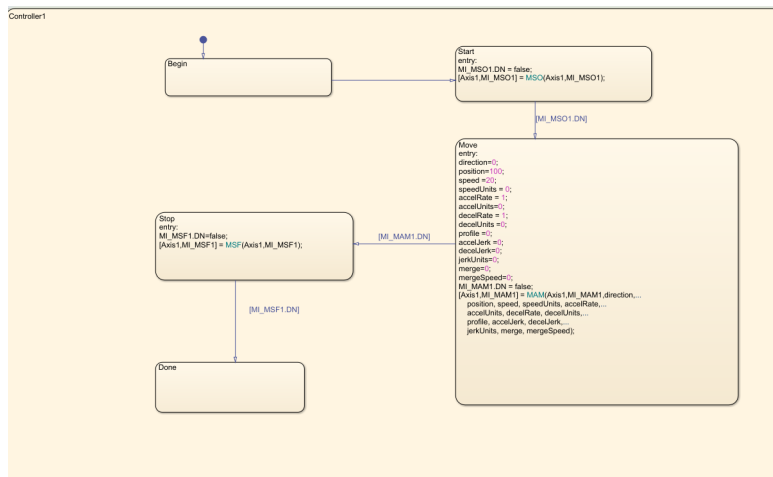 Controller1
Begin
Start
entry:
MI_MSO1.DN = false;
[Axis1,MI_MSO1] = MSO(Axis1,MI_MSO1);
[MI_MSO1.DN]
Move
entry:
direction=0;
position=100;
speed =20;
speedUnits = 0;
accelRate = 1;
accelUnits=0;
decelRate = 1;
decelUnits =0;
profile =0;
accelJerk =0;
decelJerk=0;
jerkUnits=0;
merge=0;
mergeSpeed=0;
MI_MAM1.DN = false;
[Axis1,MI_MAM1] = MAM(Axis1,MI_MAM1,direction,...
position, speed, speedUnits, accelRate,...
accelUnits, decelRate, decelUnits,...
profile, accelJerk, decelJerk,...
jerkUnits, merge, mergeSpeed);
[MI_MAM1.DN]
Stop
entry:
MI_MSF1.DN=false;
[Axis1,MI_MSF1] = MSF(Axis1,MI_MSF1);
[MI_MSF1.DN]
Done